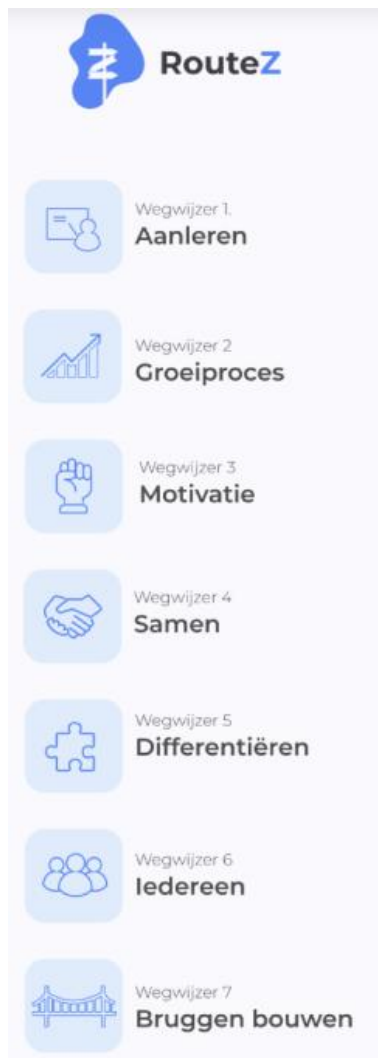 RouteZ
Wegwijzer 1.
Aanleren
Wegwijzer 2
Groeiproces
Wegwijzer 3
Motivatie
Wegwijzer 4
Samen
Wegwijzer 5
Differentiëren
Wegwijzer 6
Iedereen
Wegwijzer 7
Bruggen bouwen